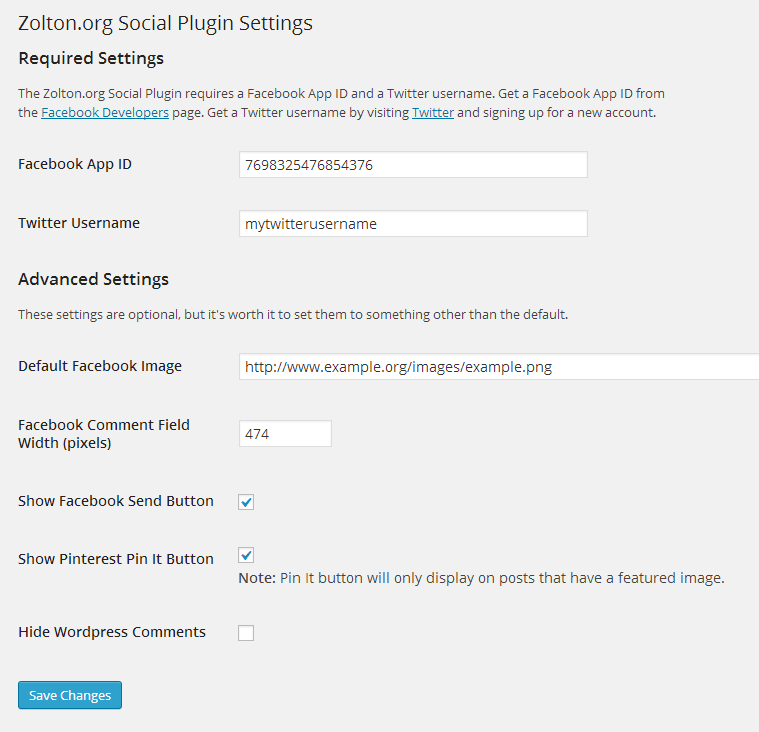 Zolton.org Social Plugin Settings
Required Settings
The Zolton.org Social Plugin requires a Facebook App ID and a Twitter username. Get a Facebook App ID from
the Facebook Developers page. Get a Twitter username by visiting Twitter and signing up for a new account.
Facebook App ID
7698325476854376
Twitter Username
mytwitterusername
Advanced Settings
These settings are optional, but it's worth it to set them to something other than the default.
Default Facebook Image
http://www.example.org/images/example.png
Facebook Comment Field
Width (pixels)
474
Show Facebook Send Button
Show Pinterest Pin It Button
Note: Pin It button will only display on posts that have a featured image.
Hide Wordpress Comments
Save Changes